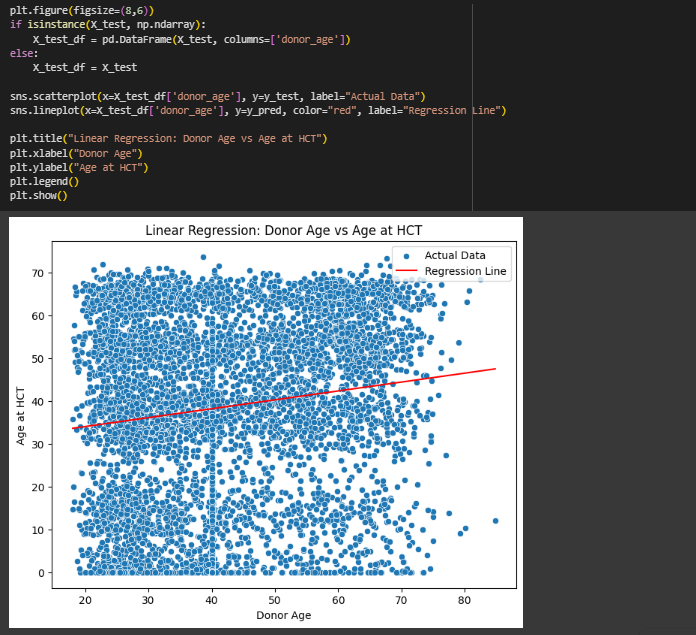 plt.figure(figsize=(8,6))
if isinstance(X_test, np.ndarray):
    X_test_df = pd.DataFrame(X_test, columns=['donor_age'])
else:
    X_test_df = X_test
sns.scatterplot(x=X_test_df['donor_age'], y=y_test, label="Actual Data")
sns.lineplot(x=X_test_df['donor_age'], y=y_pred, color="red", label="Regression Line")
plt.title("Linear Regression: Donor Age vs Age at HCT")
plt.xlabel("Donor Age")
plt.ylabel("Age at HCT")
plt.legend()
plt.show()
Linear Regression: Donor Age vs Age at HCT
Actual Data
Regression Line
70
60
50
40
30
20
10
0
Age at HCT
20 30 40 50 60 70 80
Donor Age